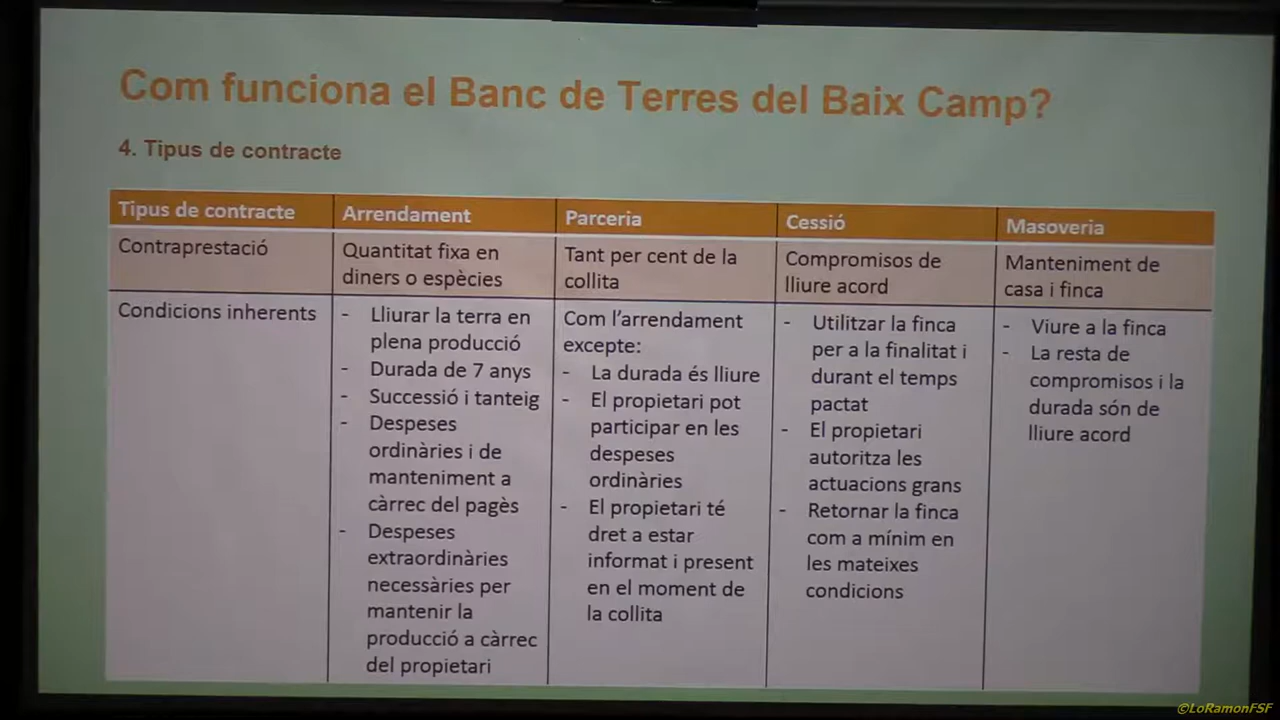 Com funciona el Banc de Terres del Baix Camp?
4. Tipus de contracte
Tipus de contracte
Arrendament
Parceria
Cessió
Masoveria
Contraprestació
Quantitat fixa en
diners o espècies
Tant per cent de la
collita
Compromisos de
lliure acord
Manteniment de
casa i finca
Condicions inherents
- Lliurar la terra en
plena producció
- Durada de 7 anys
- Successió i tanteig
- Despeses
ordinàries i de
manteniment a
càrrec del pagès
- Despeses
extraordinàries
necessàries per
mantenir la
producció a càrrec
del propietari
Com l’arrendament
excepte:
- La durada és lliure
- El propietari pot
participar en les
despeses
ordinàries
- El propietari té
dret a estar
informat i present
en el moment de
la collita
- Utilitzar la finca
per a la finalitat i
durant el temps
pactat
- El propietari
autoritza les
actuacions grans
- Retornar la finca
com a mínim en
les mateixes
condicions
- Viure a la finca
- La resta de
compromisos i la
durada són de
lliure acord
©LoRamonFSF